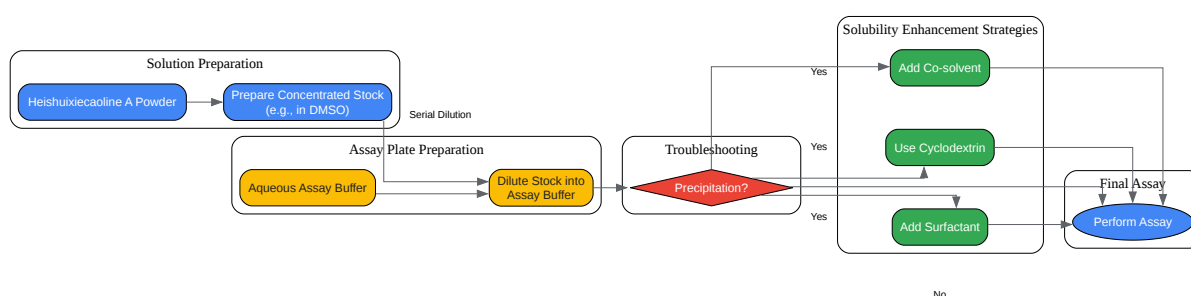 Solubility Enhancement Strategies
Solution Preparation
Yes
Add Co-solvent
Heishuixiecaoline A Powder
Prepare Concentrated Stock
(e.g., in DMSO)
Serial Dilution
Assay Plate Preparation
Troubleshooting
Yes
Use Cyclodextrin
Aqueous Assay Buffer
Dilute Stock into
Assay Buffer
Precipitation?
Final Assay
Yes
Add Surfactant
Perform Assay
No